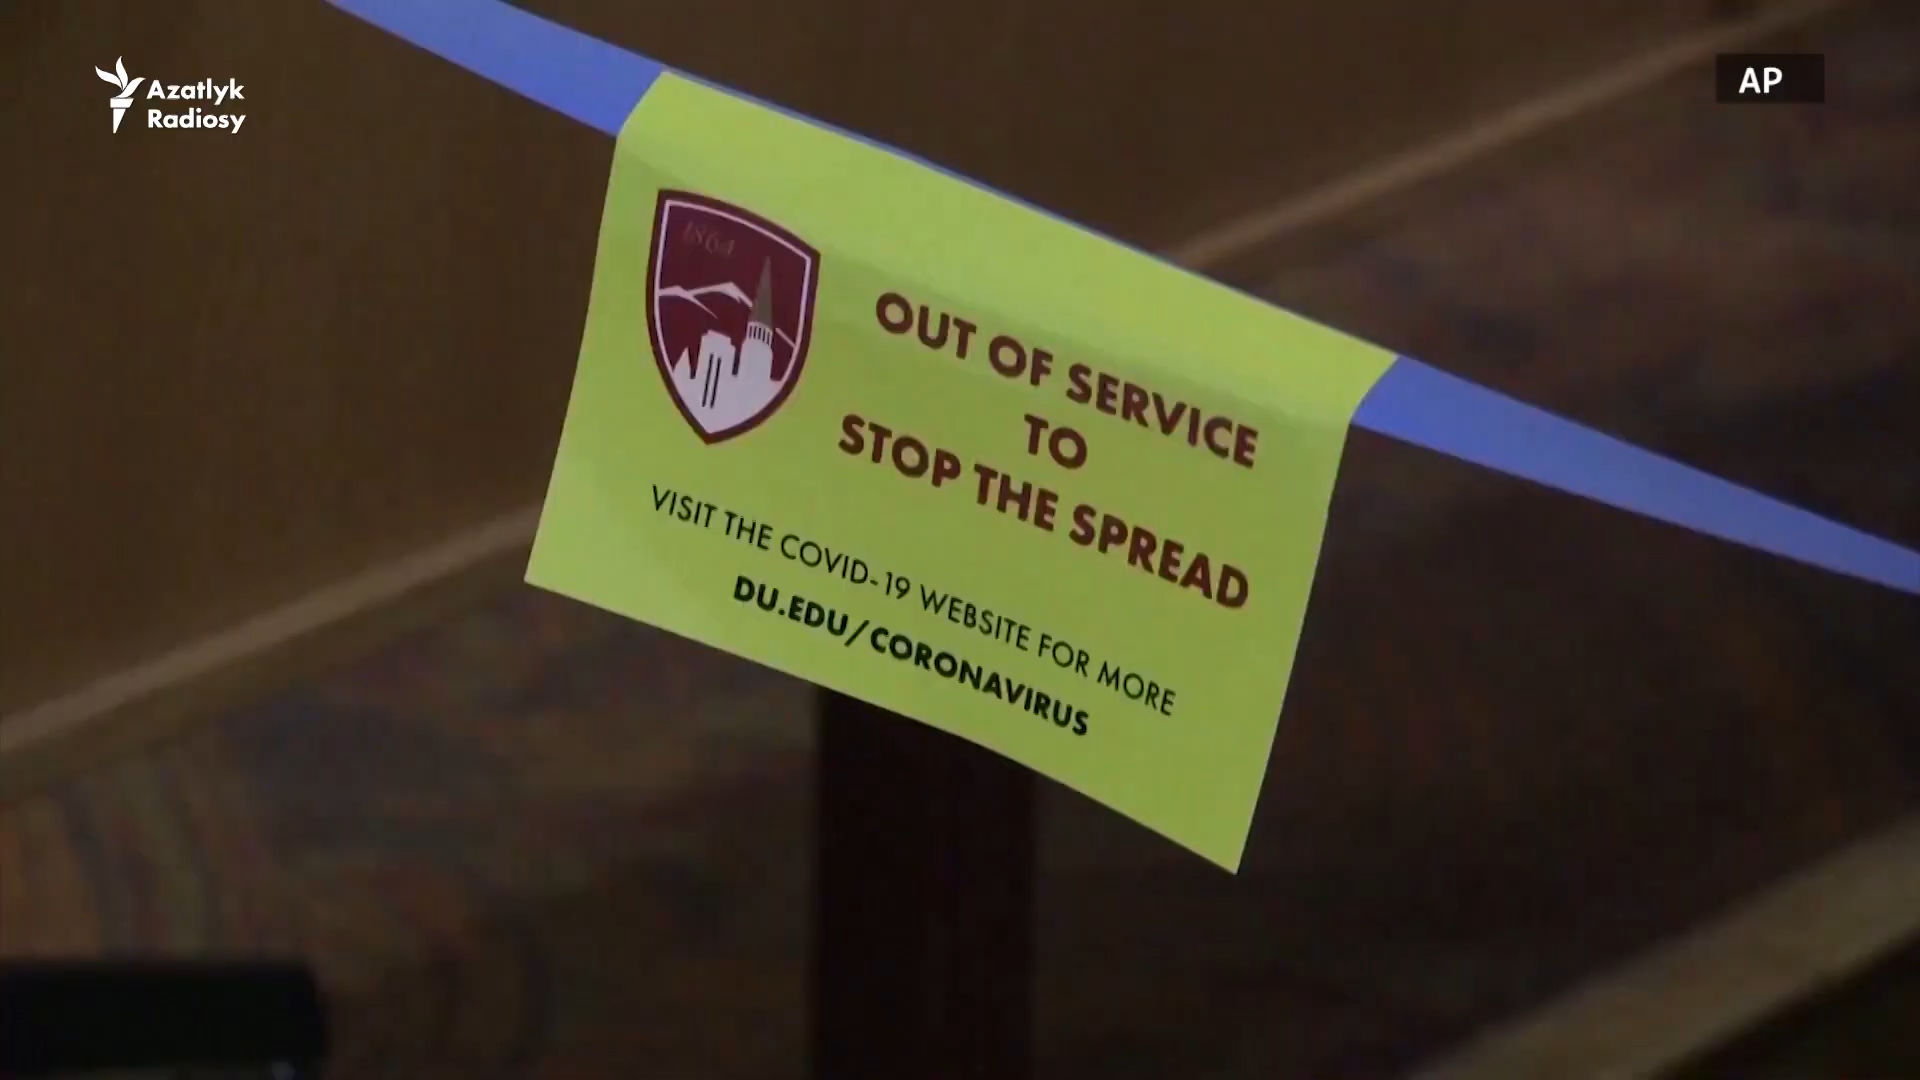 Azatlyk
Radiosy
AP
1864
OUT OF SERVICE
TO
STOP THE SPREAD
VISIT THE COVID-19 WEBSITE FOR MORE
DU.EDU/CORONAVIRUS